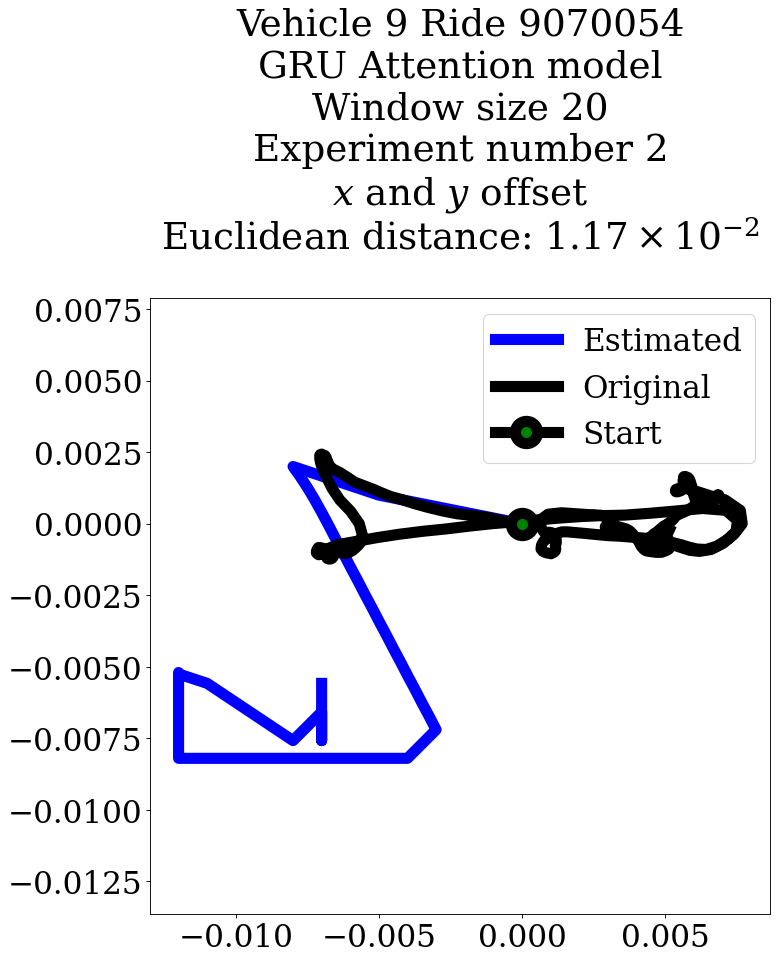 Vehicle 9 Ride 9070054
GRU Attention model
Window size 20
Experiment number 2
x and y offset
Euclidean distance: 1.17 × 10⁻²
0.0075
0.0050
0.0025
0.0000
−0.0025
−0.0050
−0.0075
−0.0100
−0.0125
Estimated
Original
Start
−0.010
−0.005
0.000
0.005